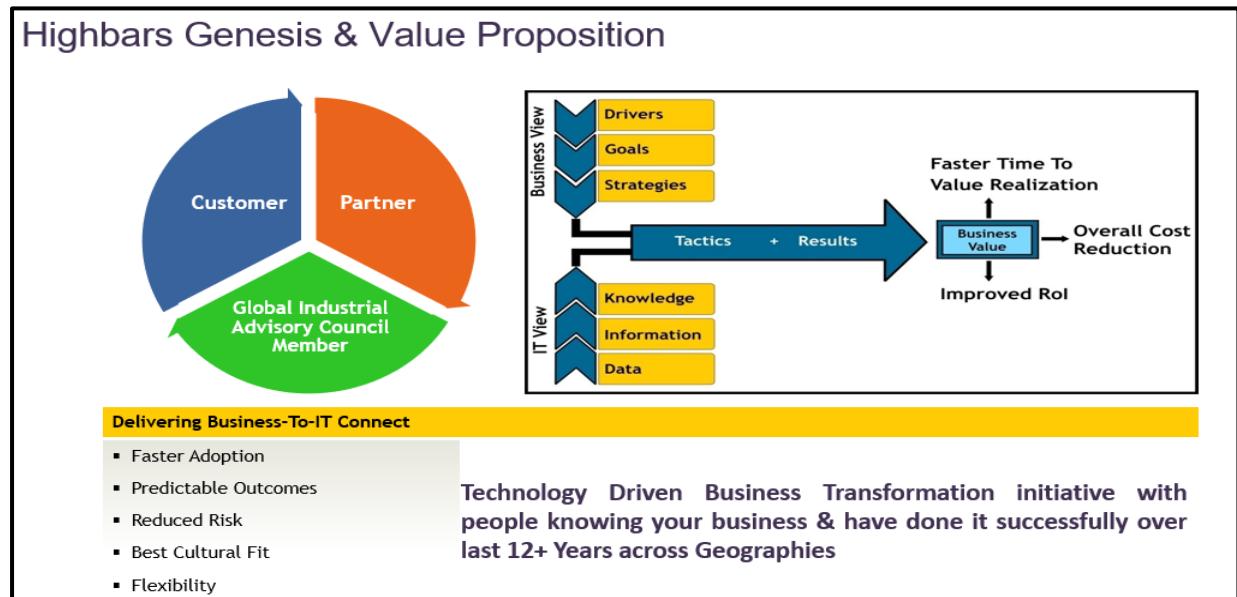 Highbars Genesis & Value Proposition
Customer
Partner
Global Industrial
Advisory Council
Member
Business View
Drivers
Goals
Strategies
Tactics + Results
IT View
Knowledge
Information
Data
Business
Value
Faster Time To
Value Realization
Overall Cost
Reduction
Improved RoI
Delivering Business-To-IT Connect
▪ Faster Adoption
▪ Predictable Outcomes
▪ Reduced Risk
▪ Best Cultural Fit
▪ Flexibility
Technology Driven Business Transformation initiative with
people knowing your business & have done it successfully over
last 12+ Years across Geographies